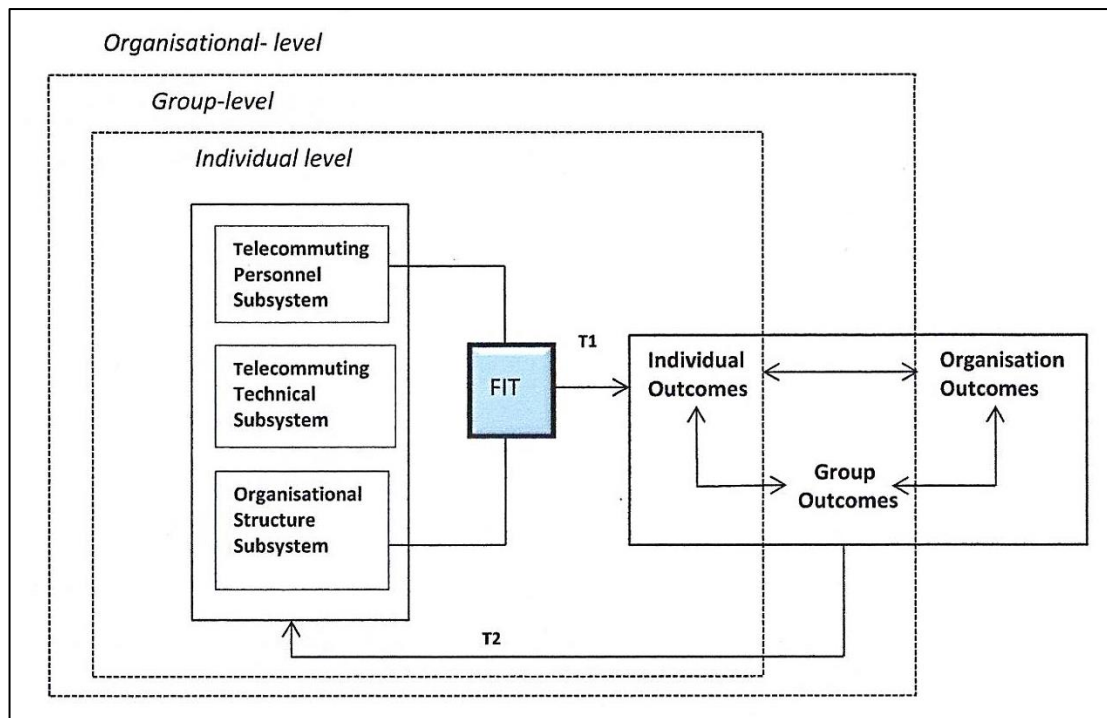 Organisational- level
Group-level
Individual level
Telecommuting
Personnel
Subsystem
Telecommuting
Technical
Subsystem
Organisational
Structure
Subsystem
FIT
T1
Individual
Outcomes
Organisation
Outcomes
Group
Outcomes
T2